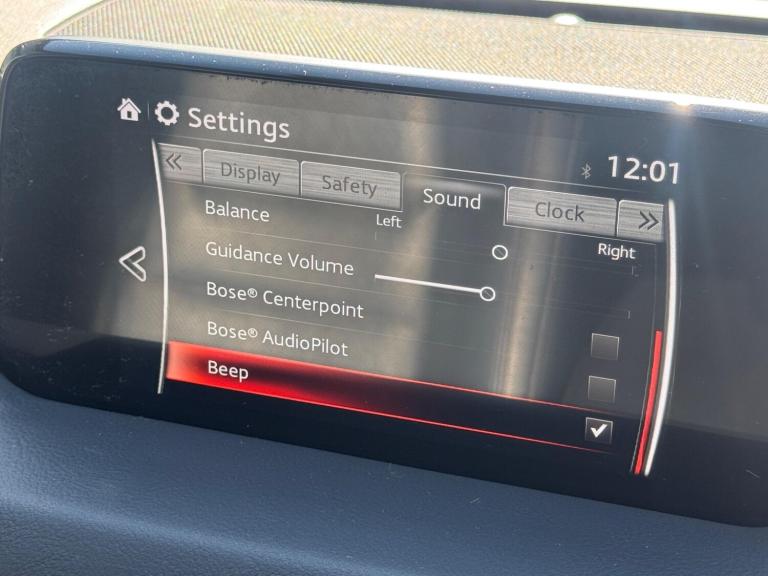 Settings
12:01
Display Safety Sound Clock
Balance Left Right
Guidance Volume
Bose® Centerpoint
Bose® AudioPilot
Beep